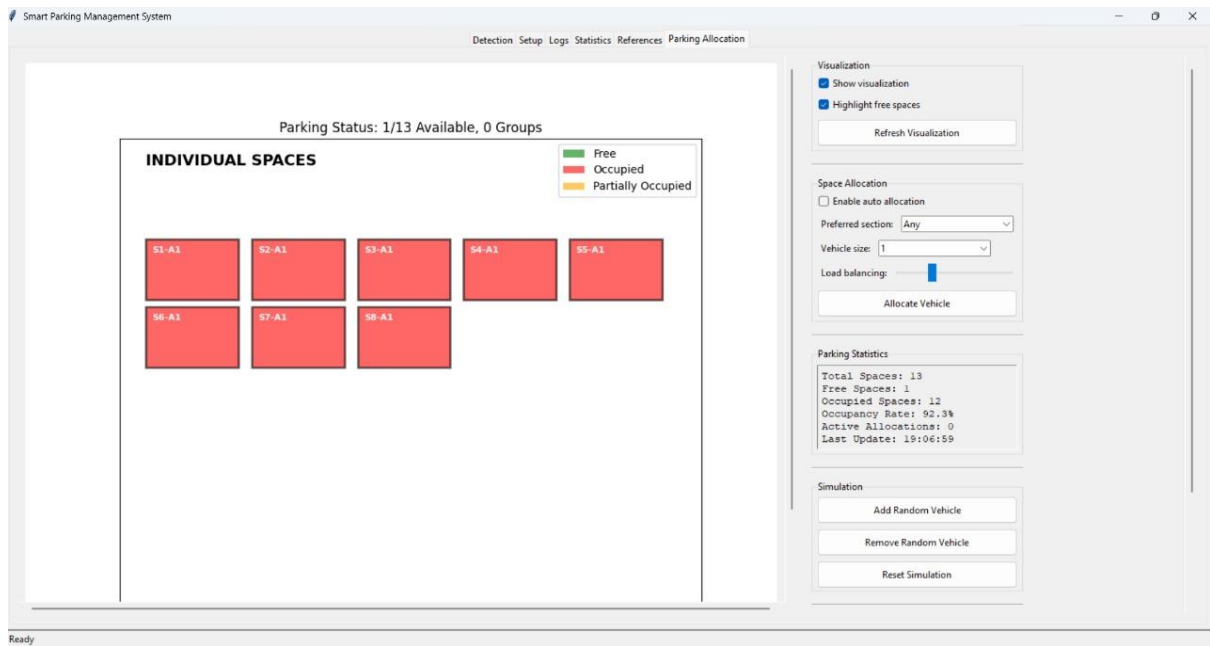 Smart Parking Management System
Detection Setup Logs Statistics References Parking Allocation
Parking Status: 1/13 Available, 0 Groups
INDIVIDUAL SPACES
Free
Occupied
Partially Occupied
S1-A1 S2-A1 S3-A1 S4-A1 S5-A1
S6-A1 S7-A1 S8-A1
Visualization
Show visualization
Highlight free spaces
Refresh Visualization
Space Allocation
Enable auto allocation
Preferred section: Any
Vehicle size: 1
Load balancing:
Allocate Vehicle
Parking Statistics
Total Spaces: 13
Free Spaces: 1
Occupied Spaces: 12
Occupancy Rate: 92.3%
Active Allocations: 0
Last Update: 19:06:59
Simulation
Add Random Vehicle
Remove Random Vehicle
Reset Simulation
Ready